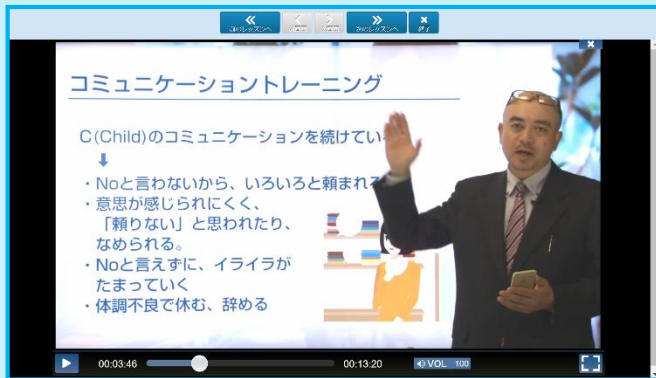 前のレッスンへ
次のレッスンへ
終了
コミュニケーショントレーニング
C(Child)のコミュニケーションを続けてい
・Noと言わないから、いろいろと頼まれ
・意思が感じられにくく、
「頼りない」と思われたり、
なめられる。
・Noと言えずに、イライラが
たまっていく
・体調不良で休む、辞める
00:03:46
00:13:20
VOL 100